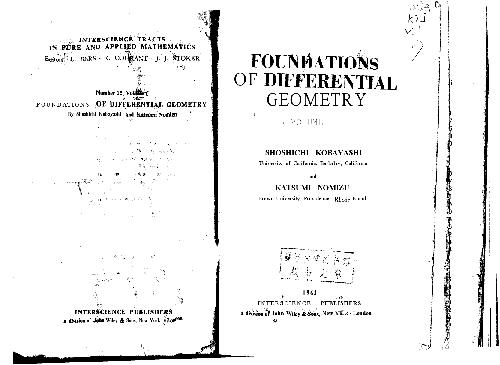 INTERSCIENCE TRACTS
IN PURE AND APPLIED MATHEMATICS
Editors: L. BERS · R. COURANT · J. J. STOKER
Number 15, Volume I
FOUNDATIONS OF DIFFERENTIAL GEOMETRY
By Shoshichi Kobayashi and Katsumi Nomizu
INTERSCIENCE PUBLISHERS
a division of John Wiley & Sons, New York · London
FOUNDATIONS
OF DIFFERENTIAL
GEOMETRY
VOLUME
SHOSHICHI KOBAYASHI
University of California, Berkeley, California
and
KATSUMI NOMIZU
Brown University, Providence, Rhode Island
1963
INTERSCIENCE PUBLISHERS
a division of John Wiley & Sons, New York · London